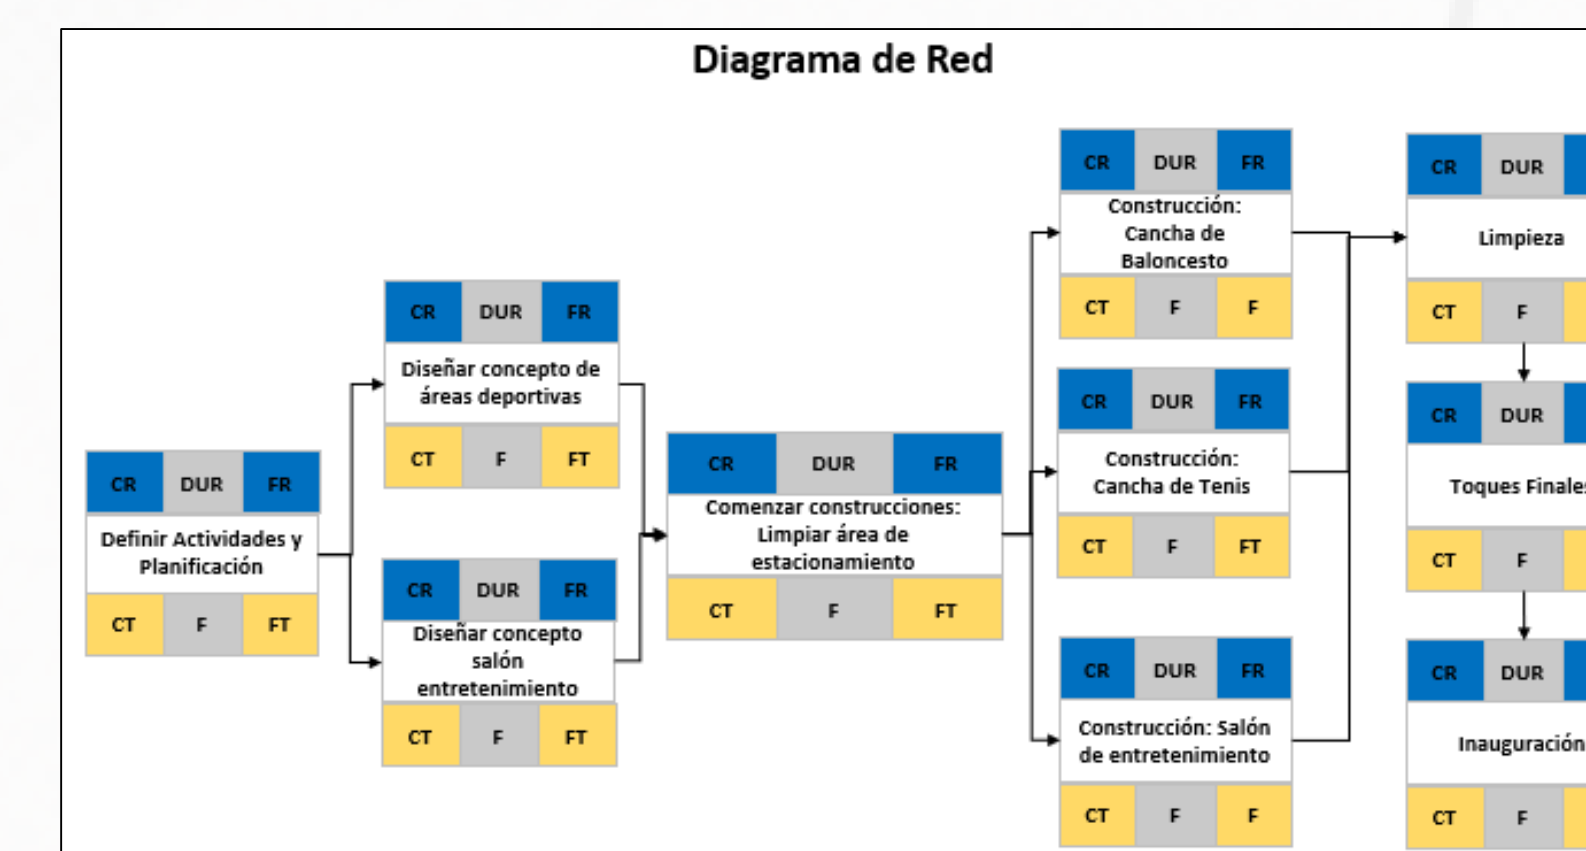 Diagrama de Red
CR DUR FR
Definir Actividades y
Planificación
CT F FT
CR DUR FR
Diseñar concepto de
áreas deportivas
CT F FT
CR DUR FR
Diseñar concepto
salón
entretenimiento
CT F FT
CR DUR FR
Comenzar construcciones:
Limpiar área de
estacionamiento
CT F FT
CR DUR FR
Construcción:
Cancha de
Baloncesto
CT F F
CR DUR FR
Construcción:
Cancha de Tenis
CT F FT
CR DUR FR
Construcción: Salón
de entretenimiento
CT F F
CR DUR
Limpieza
CT F
CR DUR
Toques Finales
CT F
CR DUR
Inauguración
CT F